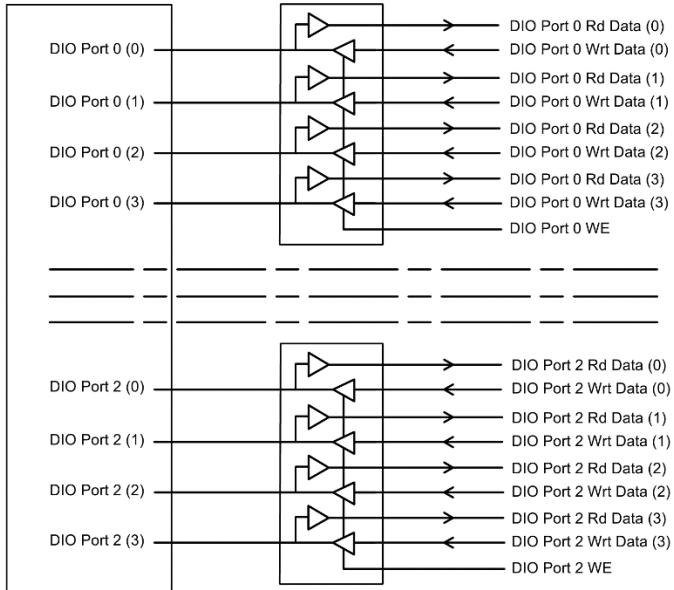 DIO Port 0 Rd Data (0)
DIO Port 0 (0)
DIO Port 0 Wrt Data (0)
DIO Port 0 Rd Data (1)
DIO Port 0 (1)
DIO Port 0 Wrt Data (1)
DIO Port 0 Rd Data (2)
DIO Port 0 (2)
DIO Port 0 Wrt Data (2)
DIO Port 0 Rd Data (3)
DIO Port 0 (3)
DIO Port 0 Wrt Data (3)
DIO Port 0 WE
DIO Port 2 Rd Data (0)
DIO Port 2 (0)
DIO Port 2 Wrt Data (0)
DIO Port 2 Rd Data (1)
DIO Port 2 (1)
DIO Port 2 Wrt Data (1)
DIO Port 2 Rd Data (2)
DIO Port 2 (2)
DIO Port 2 Wrt Data (2)
DIO Port 2 Rd Data (3)
DIO Port 2 (3)
DIO Port 2 Wrt Data (3)
DIO Port 2 WE